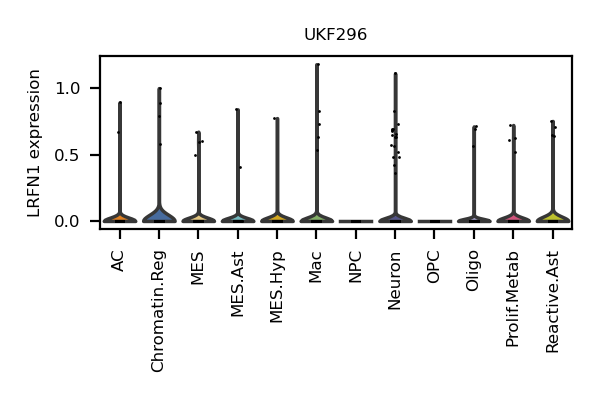 UKF296
LRFN1 expression
1.0
0.5
0.0
AC
Chromatin.Reg
MES
MES.Ast
MES.Hyp
Mac
NPC
Neuron
OPC
Oligo
Prolif.Metab
Reactive.Ast